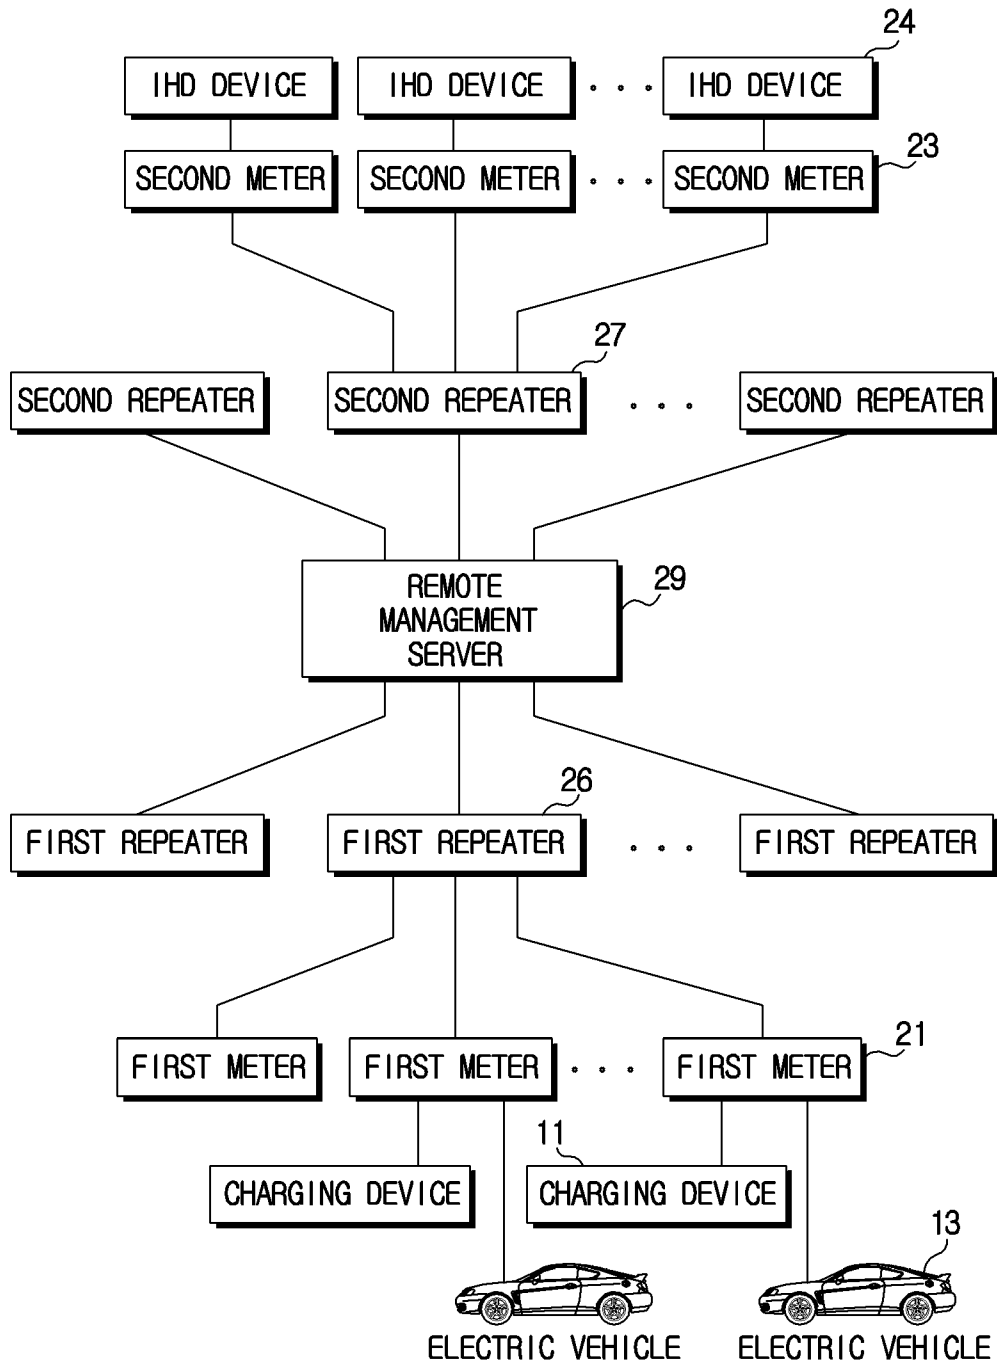 24
IHD DEVICE IHD DEVICE . . . IHD DEVICE
23
SECOND METER SECOND METER . . . SECOND METER
27
SECOND REPEATER SECOND REPEATER . . . SECOND REPEATER
29
REMOTE
MANAGEMENT
SERVER
26
FIRST REPEATER FIRST REPEATER . . . FIRST REPEATER
21
FIRST METER FIRST METER . . . FIRST METER
11
CHARGING DEVICE CHARGING DEVICE
13
ELECTRIC VEHICLE ELECTRIC VEHICLE